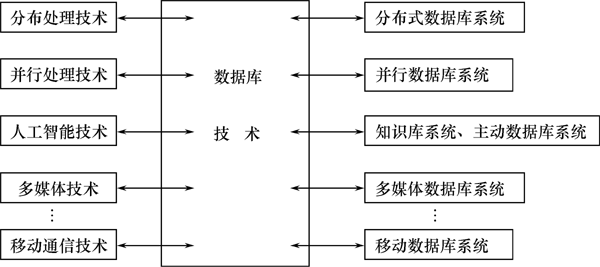 分布处理技术
并行处理技术
人工智能技术
多媒体技术
⋮
移动通信技术
数据库
技 术
分布式数据库系统
并行数据库系统
知识库系统、主动数据库系统
多媒体数据库系统
⋮
移动数据库系统